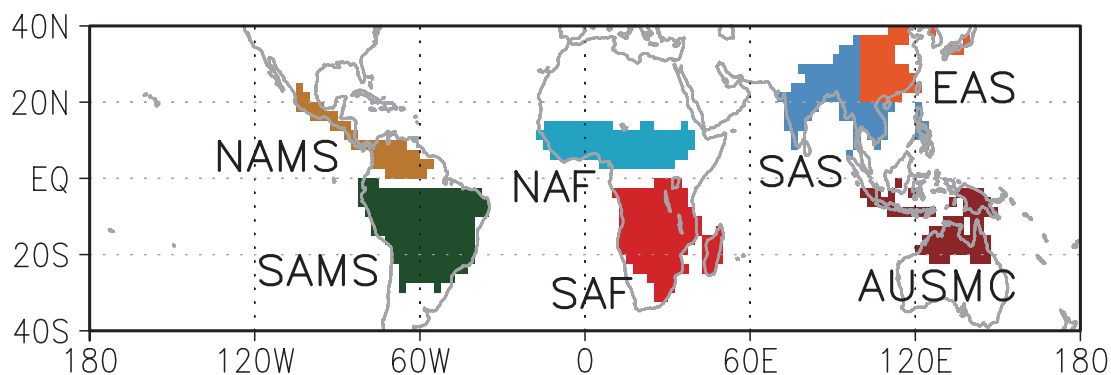 40N
EAS
20N
NAMS
SAS
EQ
NAF
20S
SAMS
SAF
AUSMC
40S
180 120W 60W 0 60E 120E 180